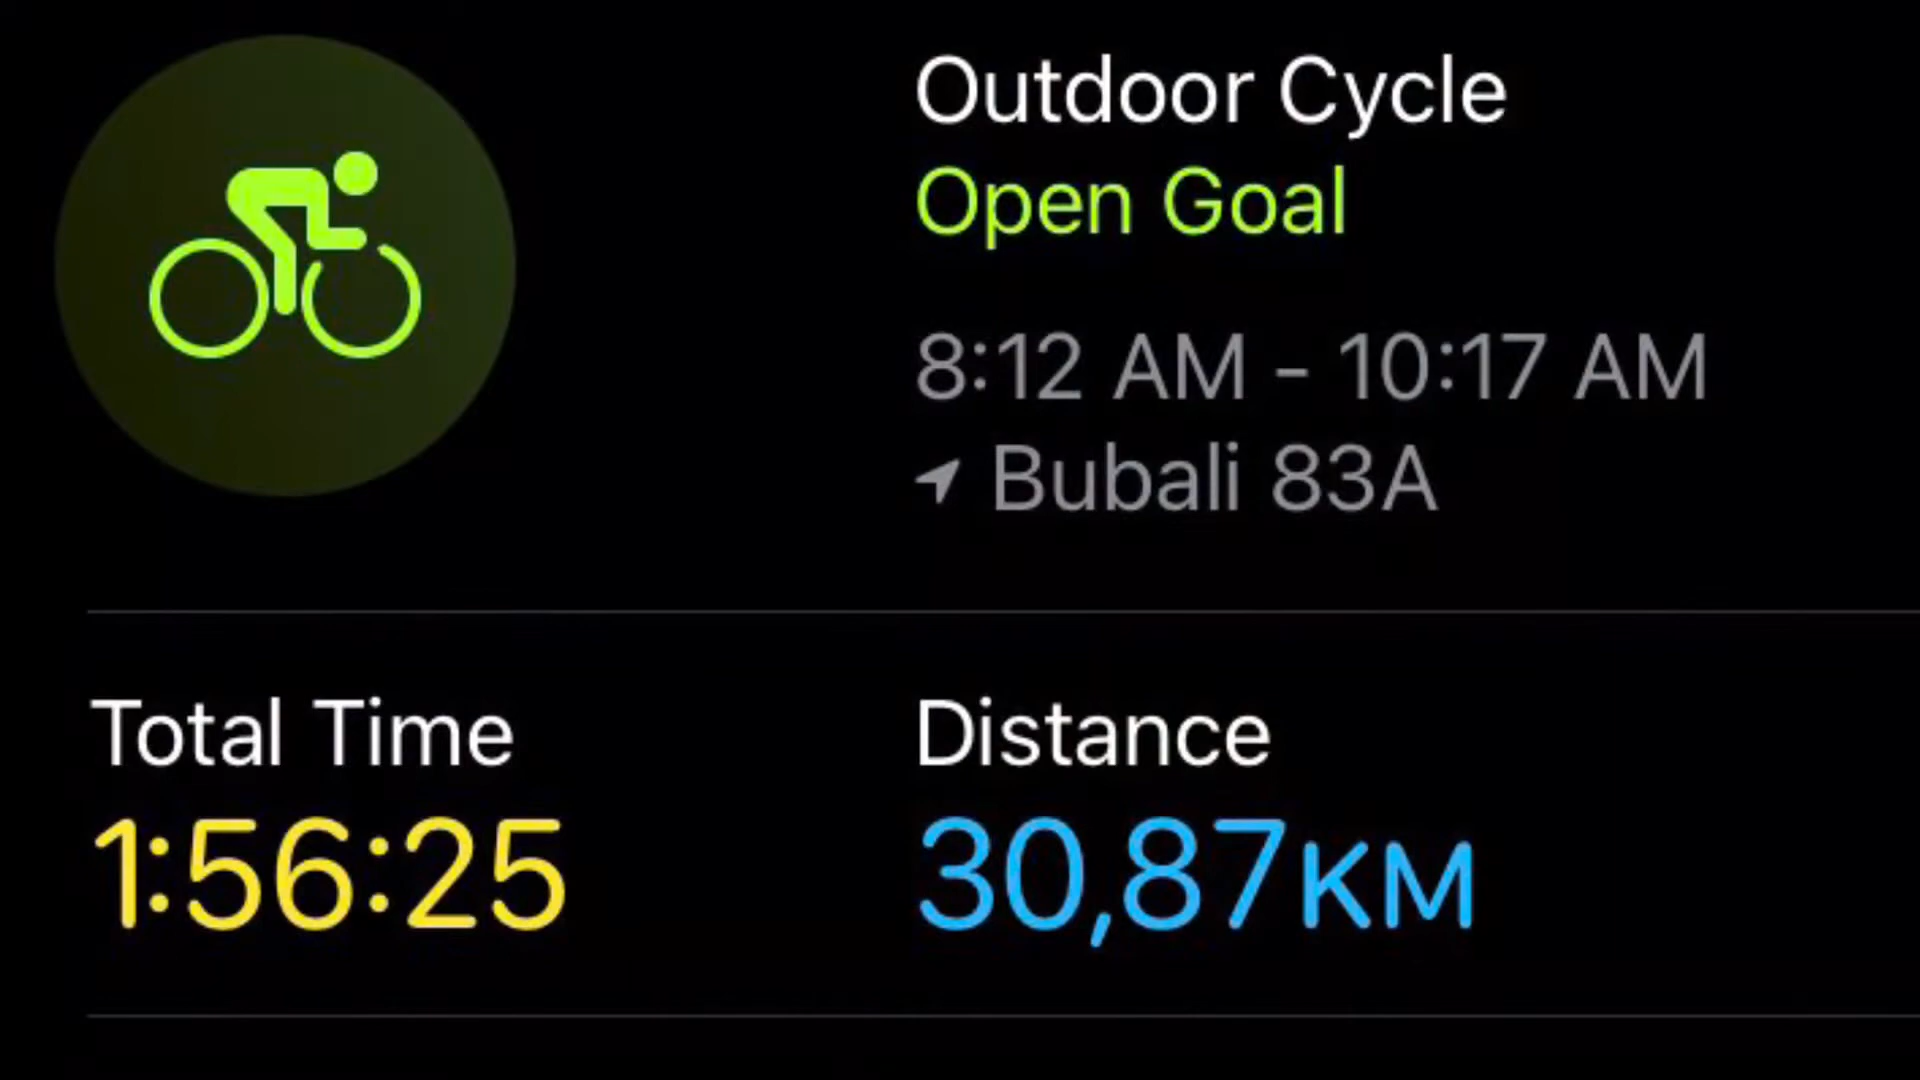 Outdoor Cycle
Open Goal
8:12 AM - 10:17 AM
Bubali 83A
Total Time
Distance
1:56:25
30,87KM